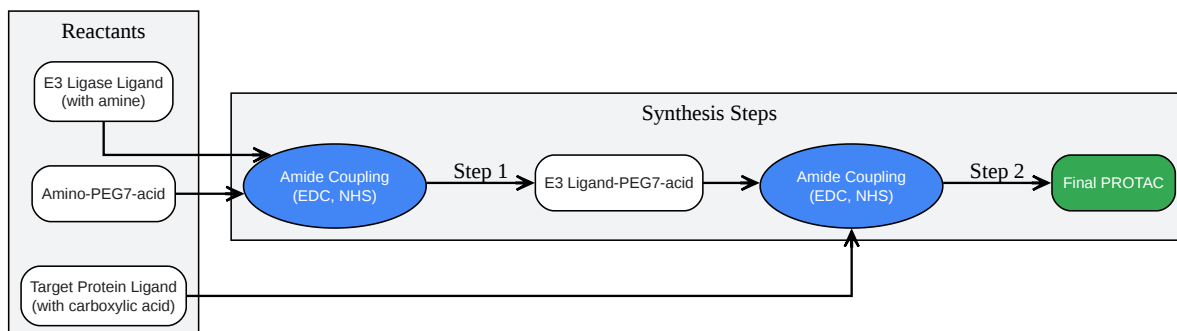 Reactants
E3 Ligase Ligand
(with amine)
Amino-PEG7-acid
Target Protein Ligand
(with carboxylic acid)
Synthesis Steps
Amide Coupling
(EDC, NHS)
Step 1
E3 Ligand-PEG7-acid
Amide Coupling
(EDC, NHS)
Step 2
Final PROTAC